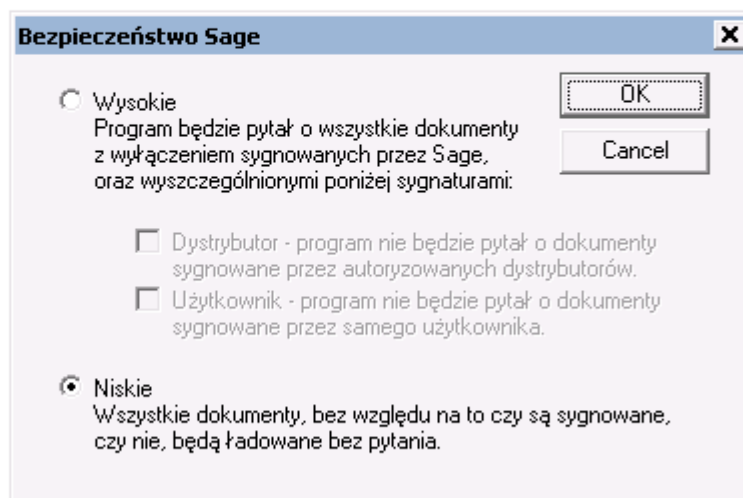 Bezpieczeństwo Sage
Wysokie
Program będzie pytał o wszystkie dokumenty
z wyłączeniem sygnowanych przez Sage,
oraz wyszczególnionymi poniżej sygnaturami:
OK
Cancel
Dystrybutor - program nie będzie pytał o dokumenty
sygnowane przez autoryzowanych dystrybutorów.
Użytkownik - program nie będzie pytał o dokumenty
sygnowane przez samego użytkownika.
Niskie
Wszystkie dokumenty, bez względu na to czy są sygnowane,
czy nie, będą ładowane bez pytania.